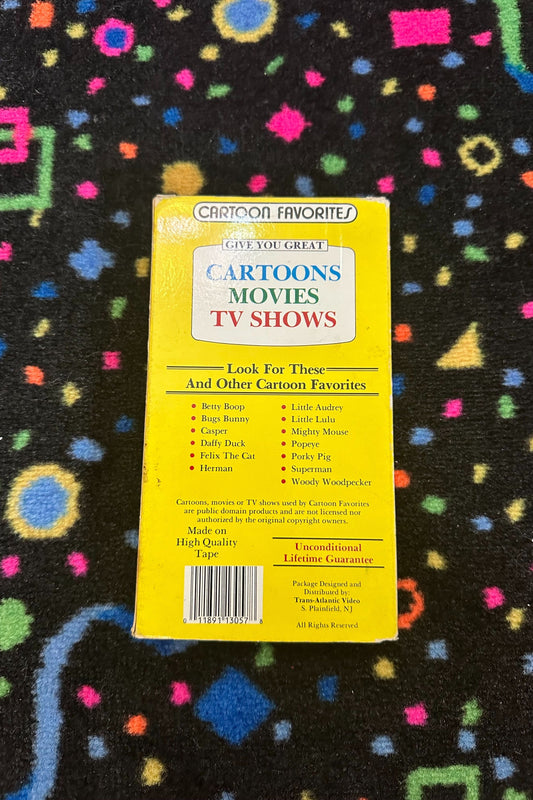 CARTOON FAVORITES
GIVE YOU GREAT
CARTOONS
MOVIES
TV SHOWS
Look For These
And Other Cartoon Favorites
• Betty Boop
• Bugs Bunny
• Casper
• Daffy Duck
• Felix The Cat
• Herman
• Little Audrey
• Little Lulu
• Mighty Mouse
• Popeye
• Porky Pig
• Superman
• Woody Woodpecker
Cartoons, movies or TV shows used by Cartoon Favorites
are public domain products and are not licensed nor
authorized by the original copyright owners.
Made on
High Quality
Tape
Unconditional
Lifetime Guarantee
0 11891 13057 8
Package Designed and
Distributed by:
Trans-Atlantic Video
S. Plainfield, NJ
All Rights Reserved